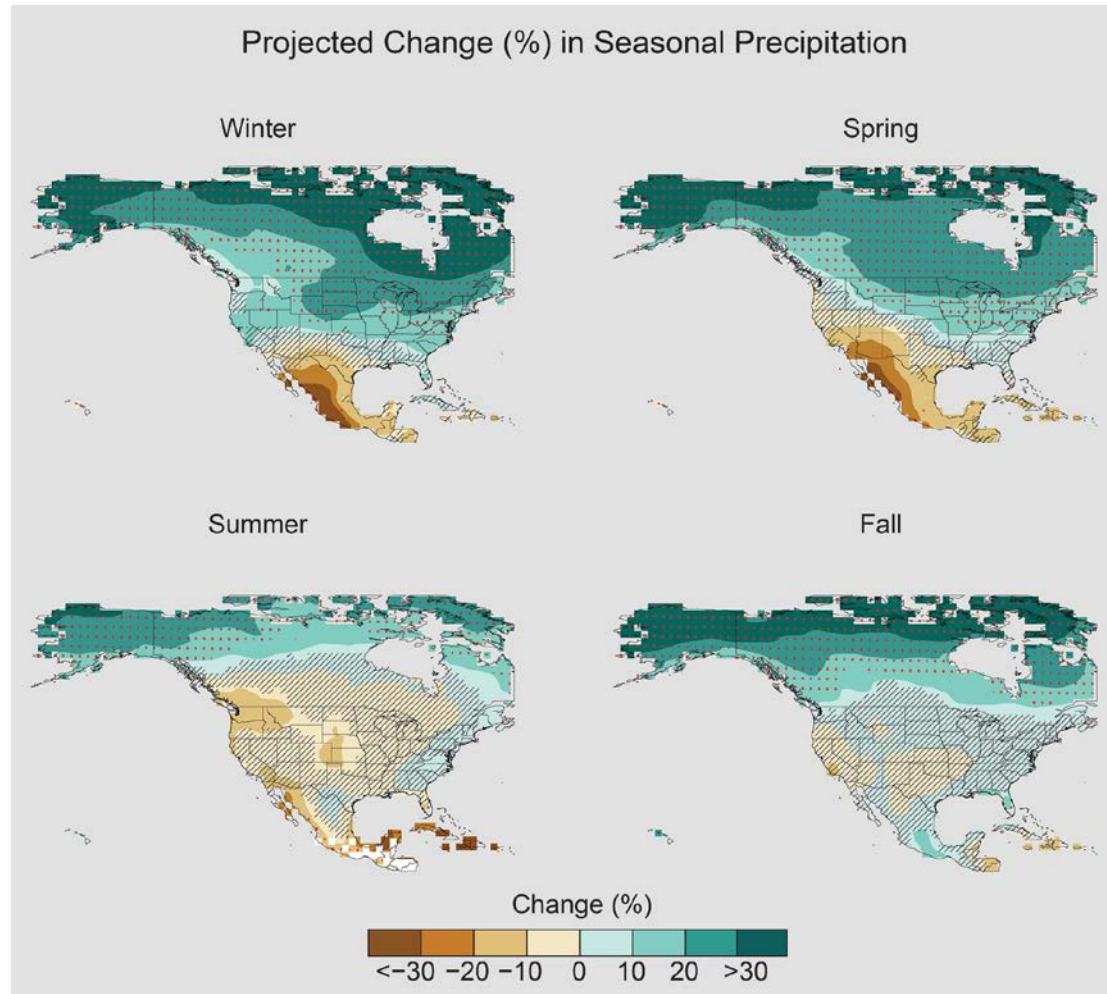 Projected Change (%) in Seasonal Precipitation
Winter
Spring
Summer
Fall
Change (%)
<−30 −20 −10 0 10 20 >30